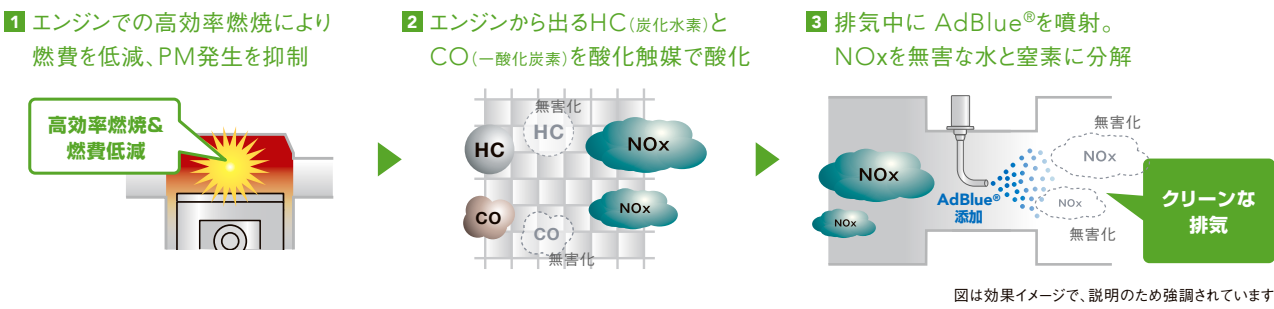 1 エンジンでの高効率燃焼により
燃費を低減、PM発生を抑制
高効率燃焼&
燃費低減
2 エンジンから出るHC(炭化水素)と
CO(一酸化炭素)を酸化触媒で酸化
無害化
HC
HC
NOx
CO
NOx
CO
無害化
3 排気中に AdBlue®を噴射。
NOxを無害な水と窒素に分解
無害化
NOx
NOx
AdBlue®
添加
NOx
NOx
無害化
クリーンな
排気
図は効果イメージで、説明のため強調されています